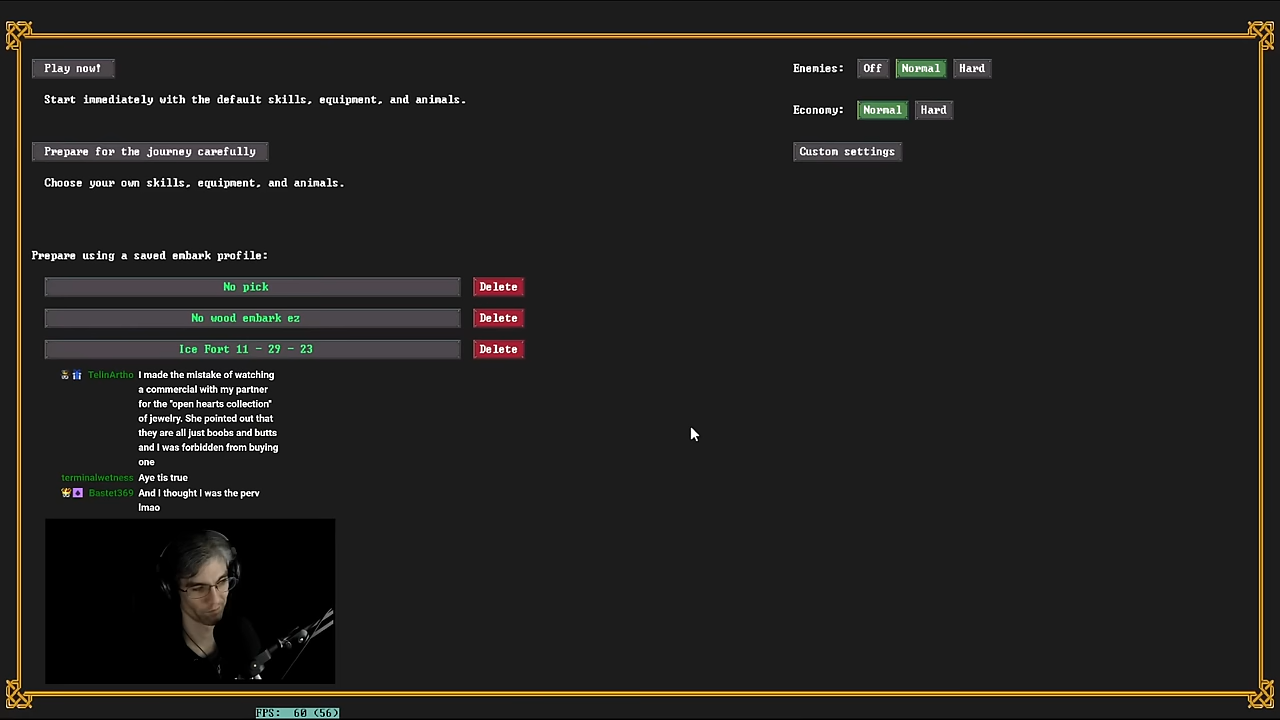 Play now!
Start immediately with the default skills, equipment, and animals.
Prepare for the journey carefully
Choose your own skills, equipment, and animals.
Enemies: Off Normal Hard
Economy: Normal Hard
Custom settings
Prepare using a saved embark profile:
No pick Delete
No wood embark ez Delete
Ice Fort 11 - 29 - 23 Delete
TelinArtho I made the mistake of watching
a commercial with my partner
for the "open hearts collection"
of jewelry. She pointed out that
they are all just boobs and butts
and I was forbidden from buying
one
terminalwetness Aye tis true
Bastet369 And I thought I was the perv
lmao
FPS: 60 (56)